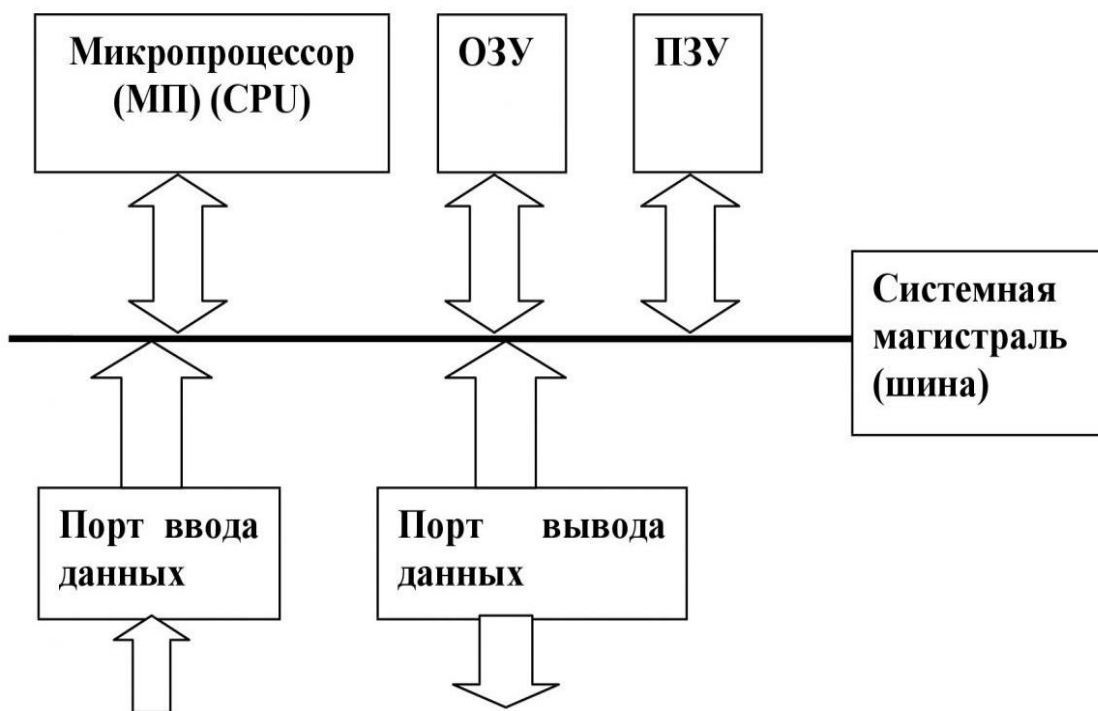 Микропроцессор
(МП) (CPU)
ОЗУ
ПЗУ
Системная
магистраль
(шина)
Порт ввода
данных
Порт вывода
данных